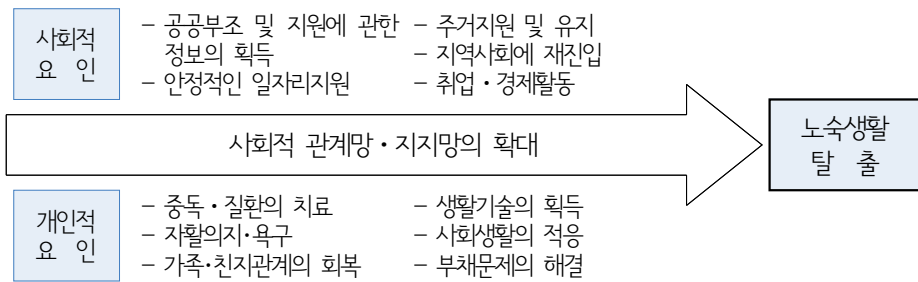 사회적
요 인
– 공공부조 및 지원에 관한
정보의 획득
– 안정적인 일자리지원
– 주거지원 및 유지
– 지역사회에 재진입
– 취업・경제활동
사회적 관계망・지지망의 확대
노숙생활
탈 출
개인적
요 인
– 중독・질환의 치료
– 자활의지·욕구
– 가족·친지관계의 회복
– 생활기술의 획득
– 사회생활의 적응
– 부채문제의 해결